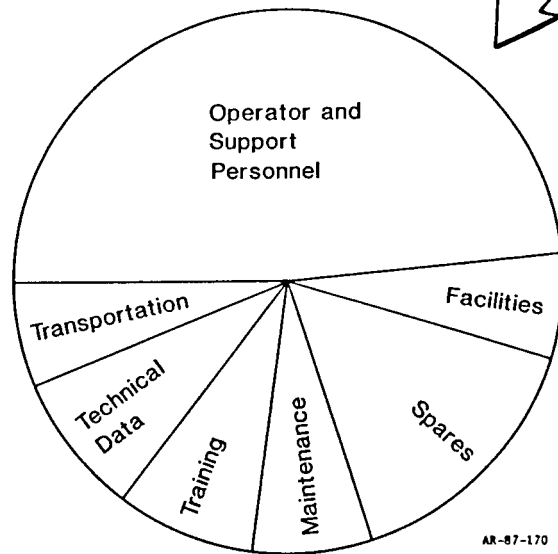 Operator and
Support
Personnel
Facilities
Transportation
Technical
Data
Training
Maintenance
Spares
AR-87-170